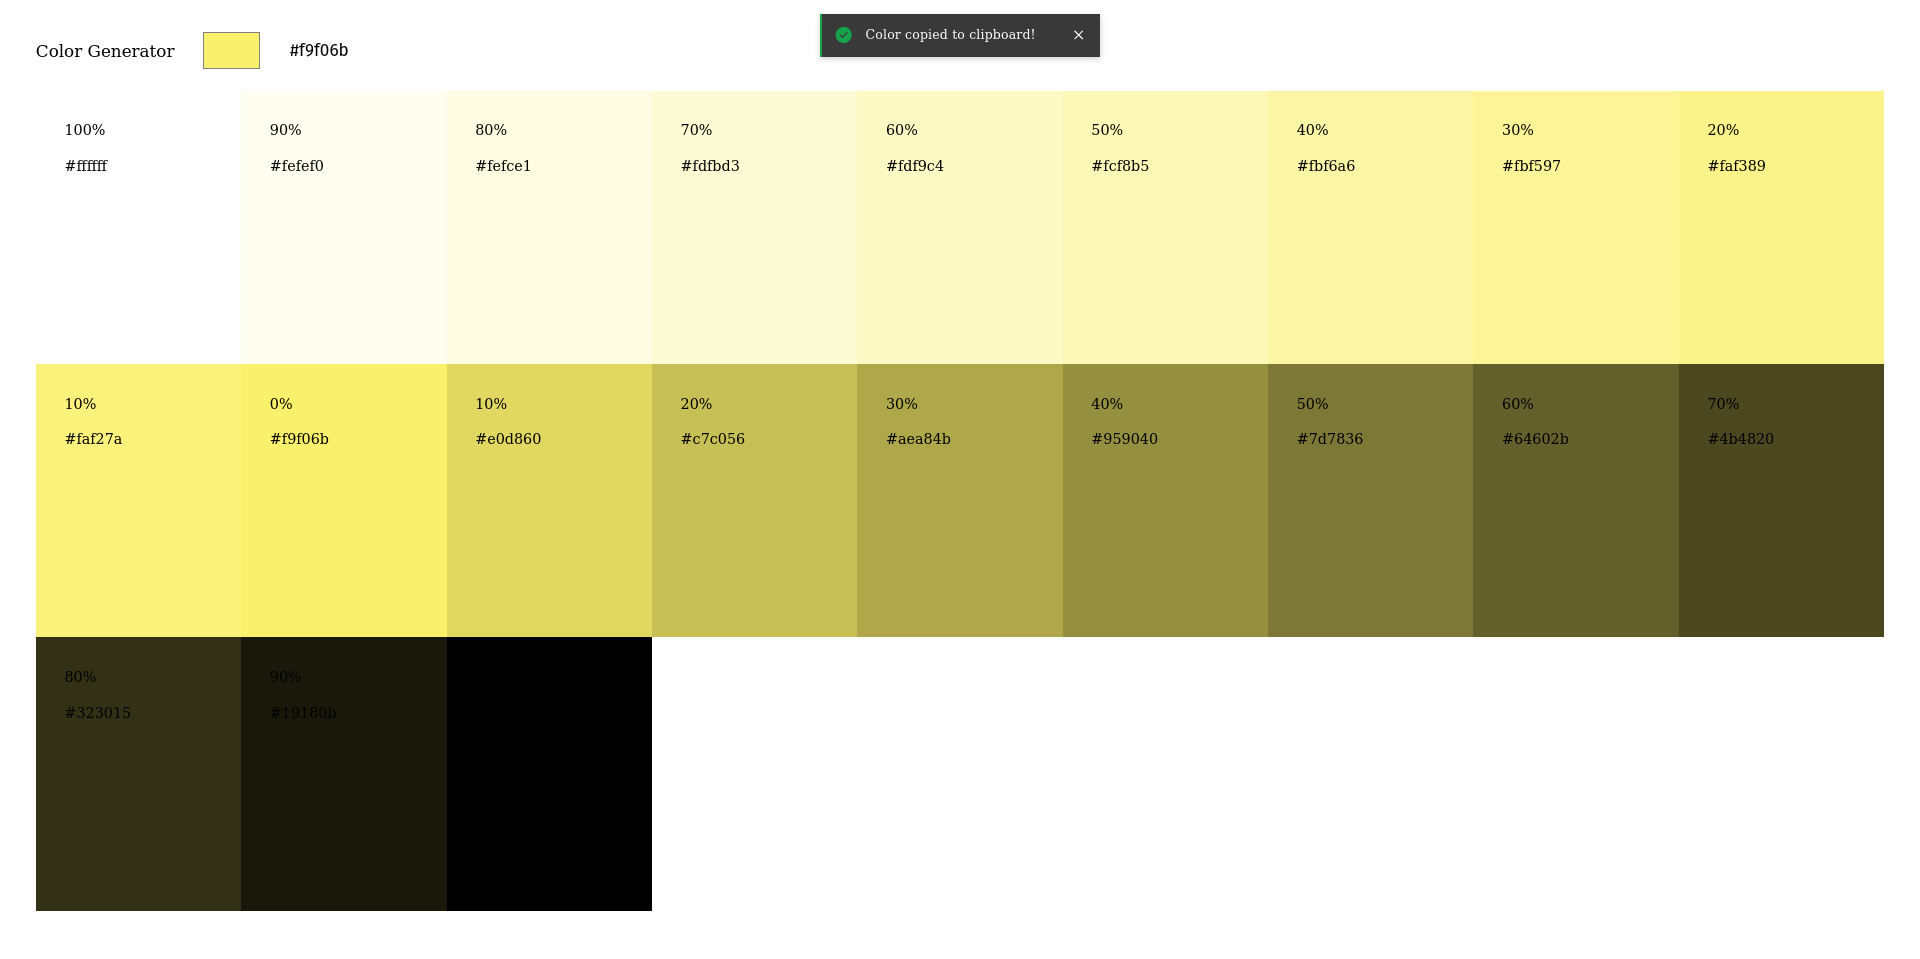 Color Generator
#f9f06b
Color copied to clipboard!
100%
#ffffff
90%
#fefef0
80%
#fefce1
70%
#fdfbd3
60%
#fdf9c4
50%
#fcf8b5
40%
#fbf6a6
30%
#fbf597
20%
#faf389
10%
#faf27a
0%
#f9f06b
10%
#e0d860
20%
#c7c056
30%
#aea84b
40%
#959040
50%
#7d7836
60%
#64602b
70%
#4b4820
80%
#323015
90%
#19180b